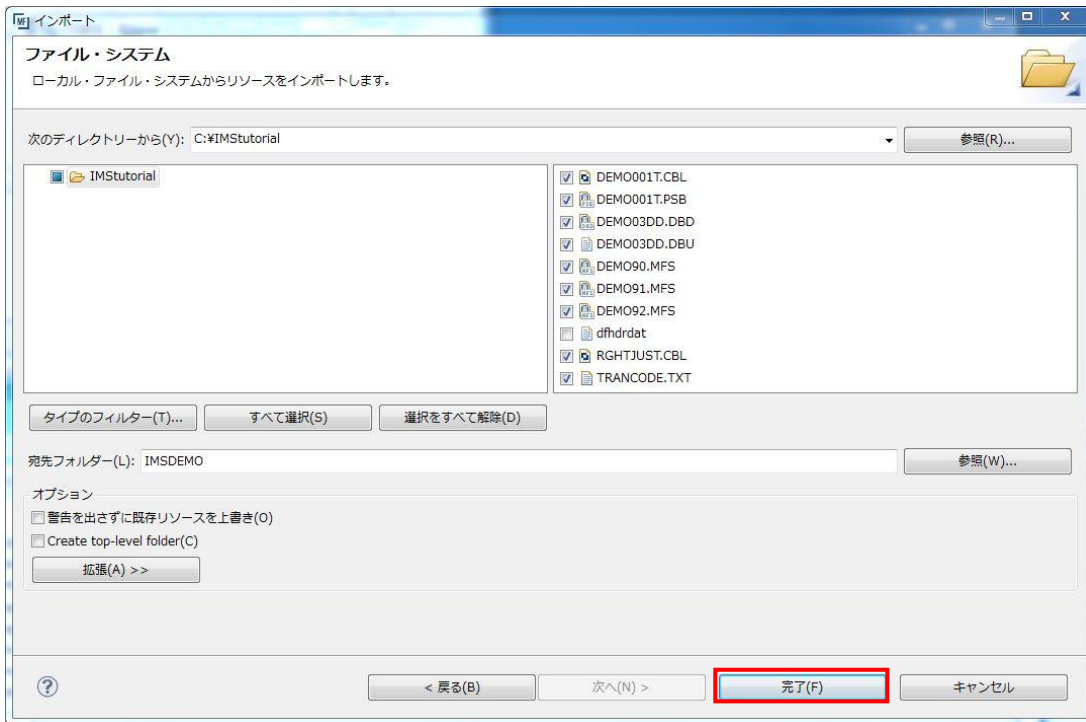 インポート
ファイル・システム
ローカル・ファイル・システムからリソースをインポートします。
次のディレクトリーから(Y): C:¥IMStutorial
参照(R)...
IMStutorial
DEMO001T.CBL
DEMO001T.PSB
DEMO03DD.DBD
DEMO03DD.DBU
DEMO90.MFS
DEMO91.MFS
DEMO92.MFS
dfhdrdat
RGHTJUST.CBL
TRANCODE.TXT
タイプのフィルター(T)... すべて選択(S) 選択をすべて解除(D)
宛先フォルダー(L): IMSDEMO 参照(W)...
オプション
警告を出さずに既存リソースを上書き(O)
Create top-level folder(C)
拡張(A) >>
< 戻る(B) 次へ(N) > 完了(F) キャンセル